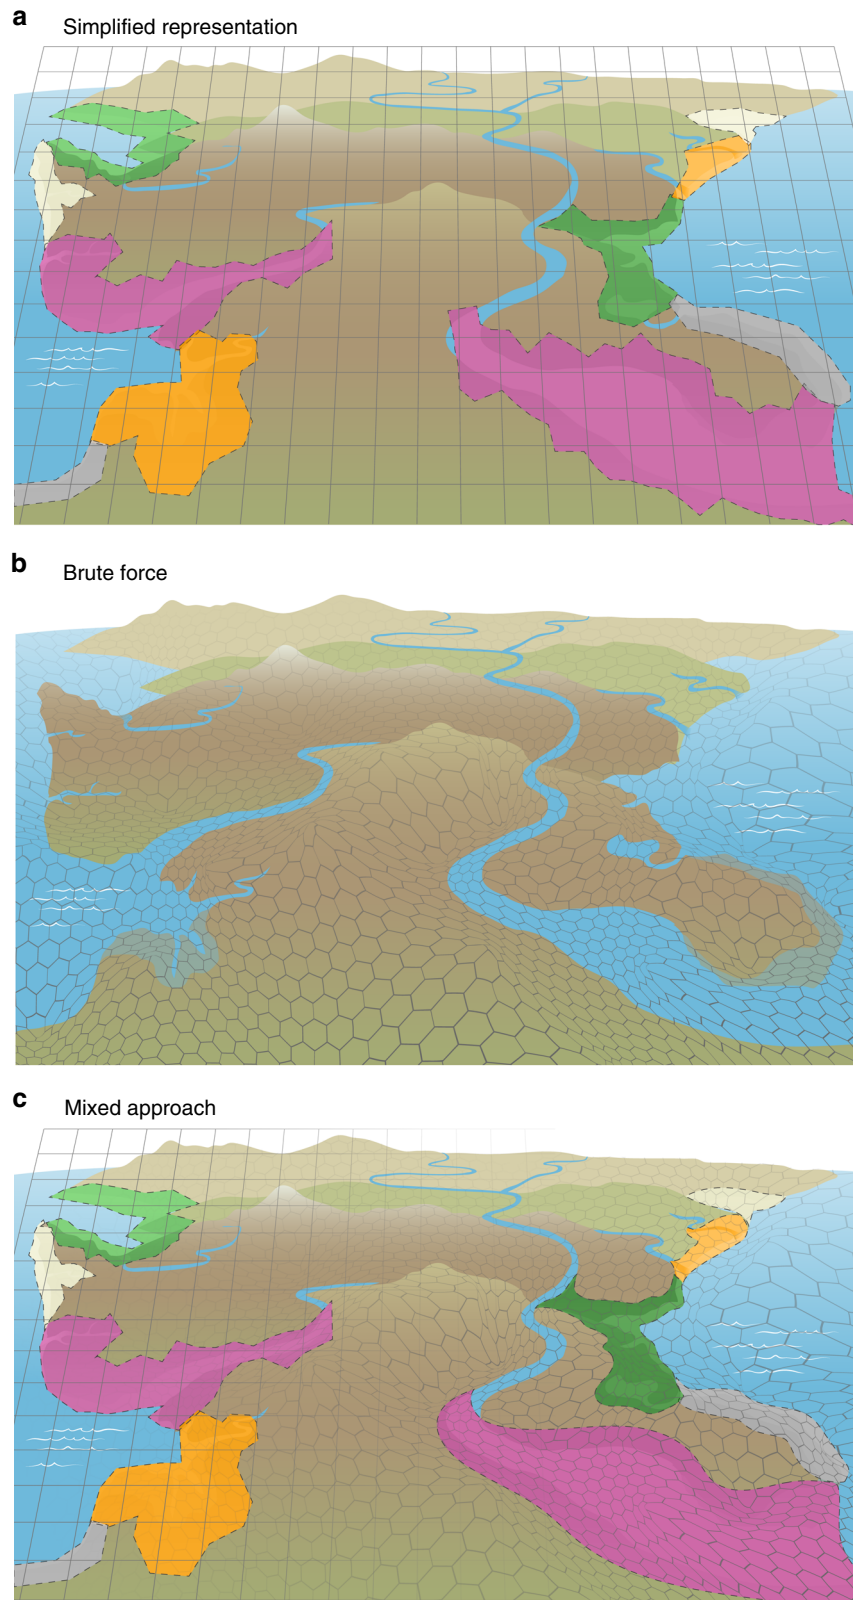 a
Simplified representation
b
Brute force
c
Mixed approach